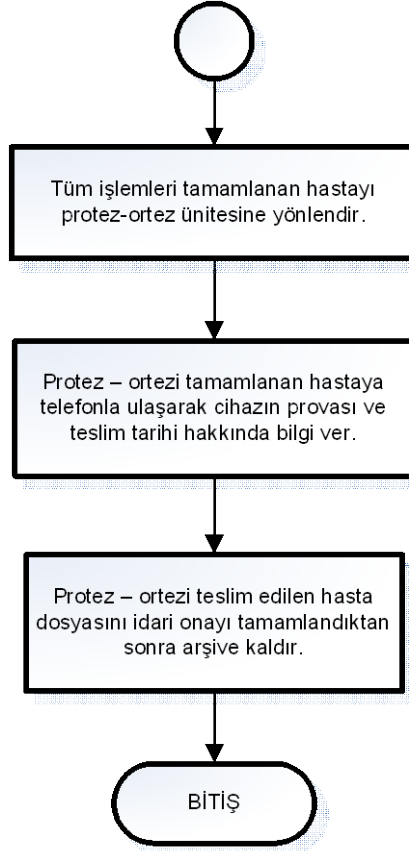 Tüm işlemleri tamamlanan hastayı
protez-ortez ünitesine yönlendir.
Protez – ortezi tamamlanan hastaya
telefonla ulaşarak cihazın provası ve
teslim tarihi hakkında bilgi ver.
Protez – ortezi teslim edilen hasta
dosyasını idari onayı tamamlandıktan
sonra arşive kaldır.
BİTİŞ